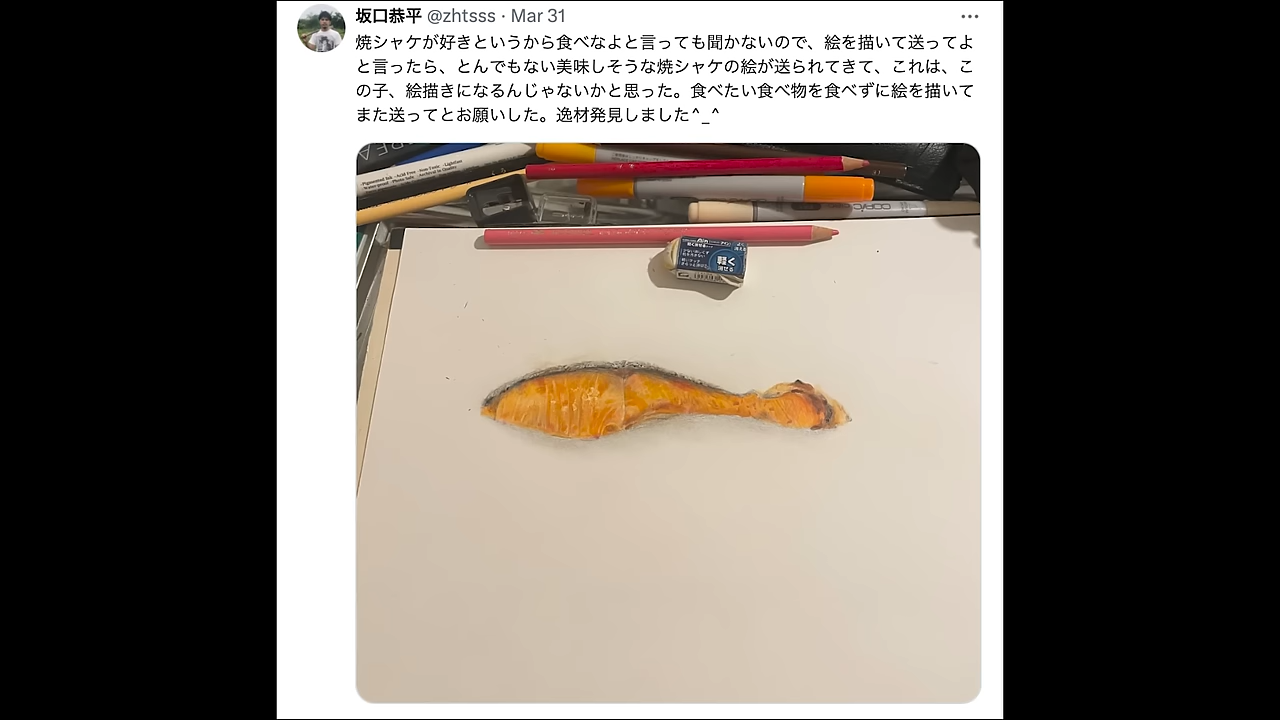 坂口恭平 @zhtsss · Mar 31
焼シャケが好きというから食べなよと言っても聞かないので、絵を描いて送ってよ
と言ったら、とんでもない美味しそうな焼シャケの絵が送られてきて、これは、こ
の子、絵描きになるんじゃないかと思った。食べたい食べ物を食べずに絵を描いて
また送ってとお願いした。逸材発見しました^_^